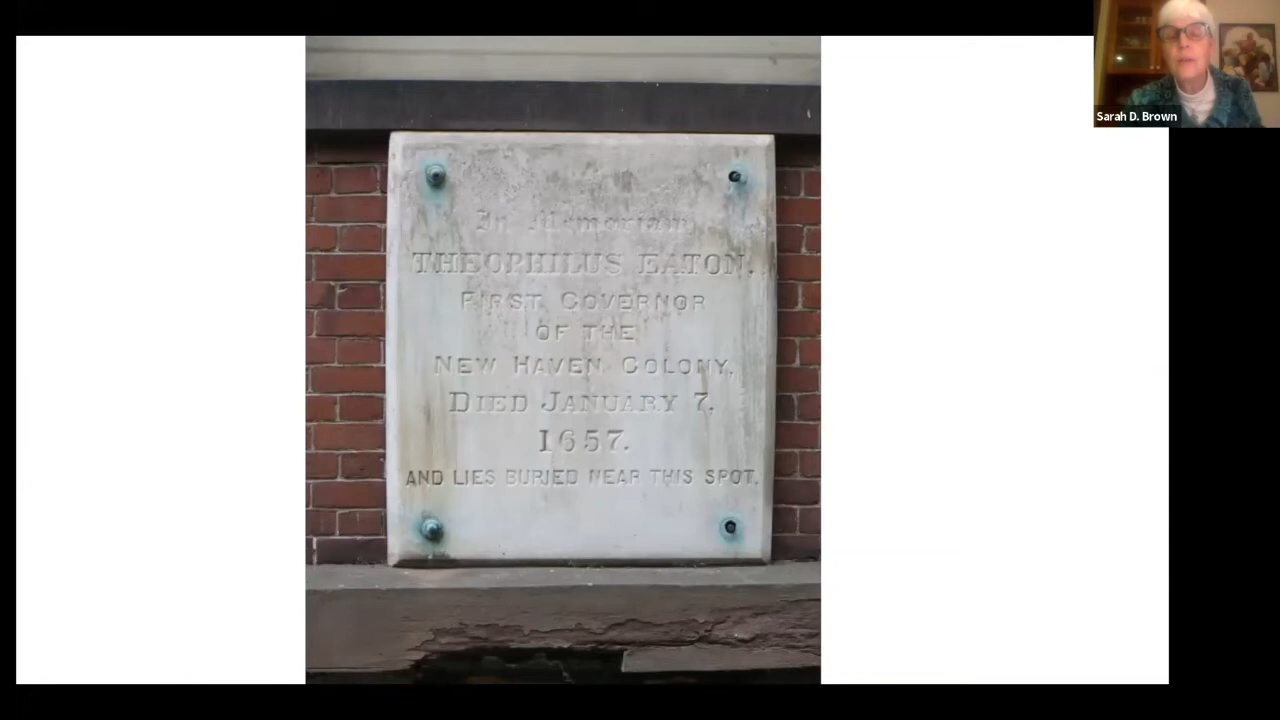 Sarah D. Brown
In Memoriam
THEOPHILUS EATON.
FIRST GOVERNOR
OF THE
NEW HAVEN COLONY,
DIED JANUARY 7,
1657.
AND LIES BURIED NEAR THIS SPOT.